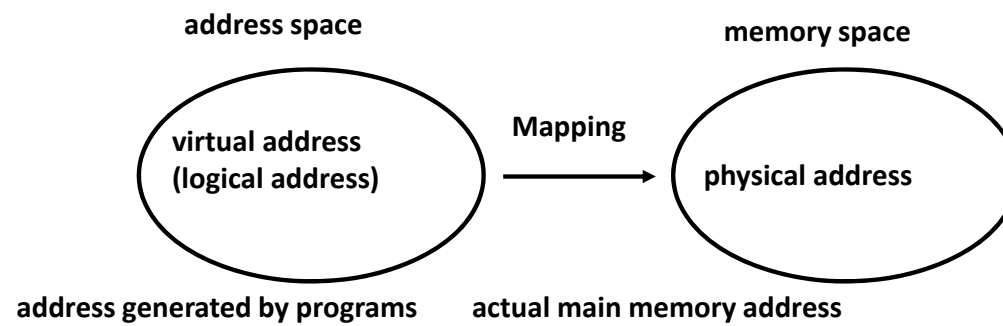 address space
memory space
Mapping
virtual address
(logical address)
physical address
address generated by programs
actual main memory address